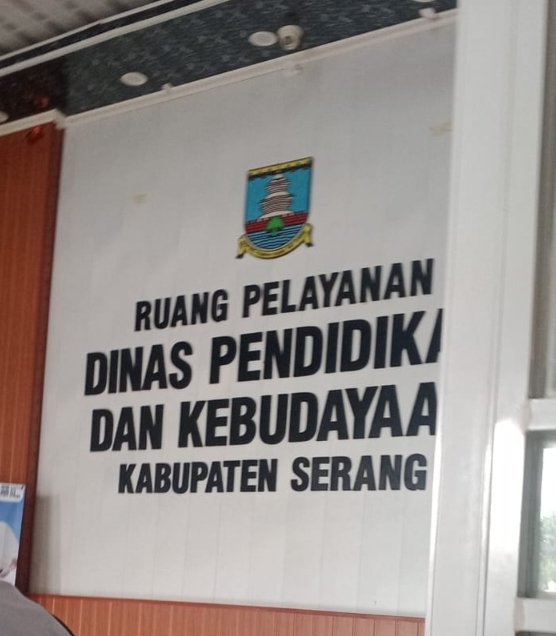 RUANG PELAYANAN
DINAS PENDIDIKA
DAN KEBUDAYAA
KABUPATEN SERANG